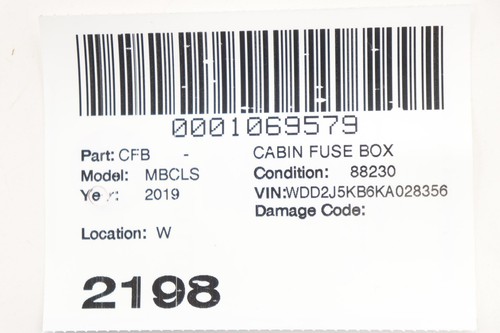 0001069579
Part: CFB - CABIN FUSE BOX
Model: MBCLS Condition: 88230
Year: 2019 VIN:WDD2J5KB6KA028356
Damage Code:
Location: W
2198